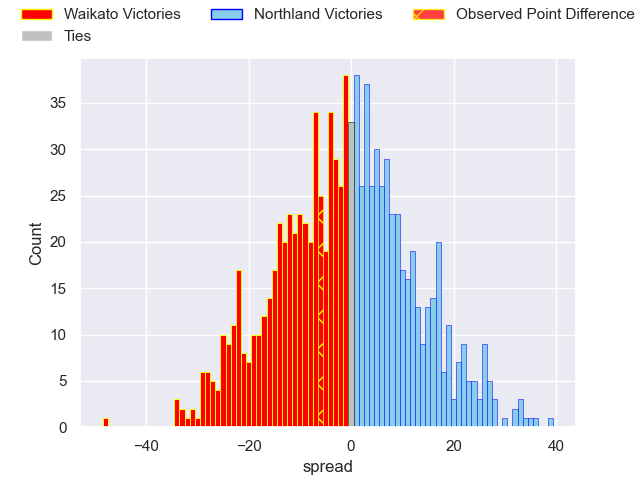 Waikato Victories
Northland Victories
Observed Point Difference
Ties
35
30
25
20
15
10
5
0
Count
−40
−20
0
20
40
spread